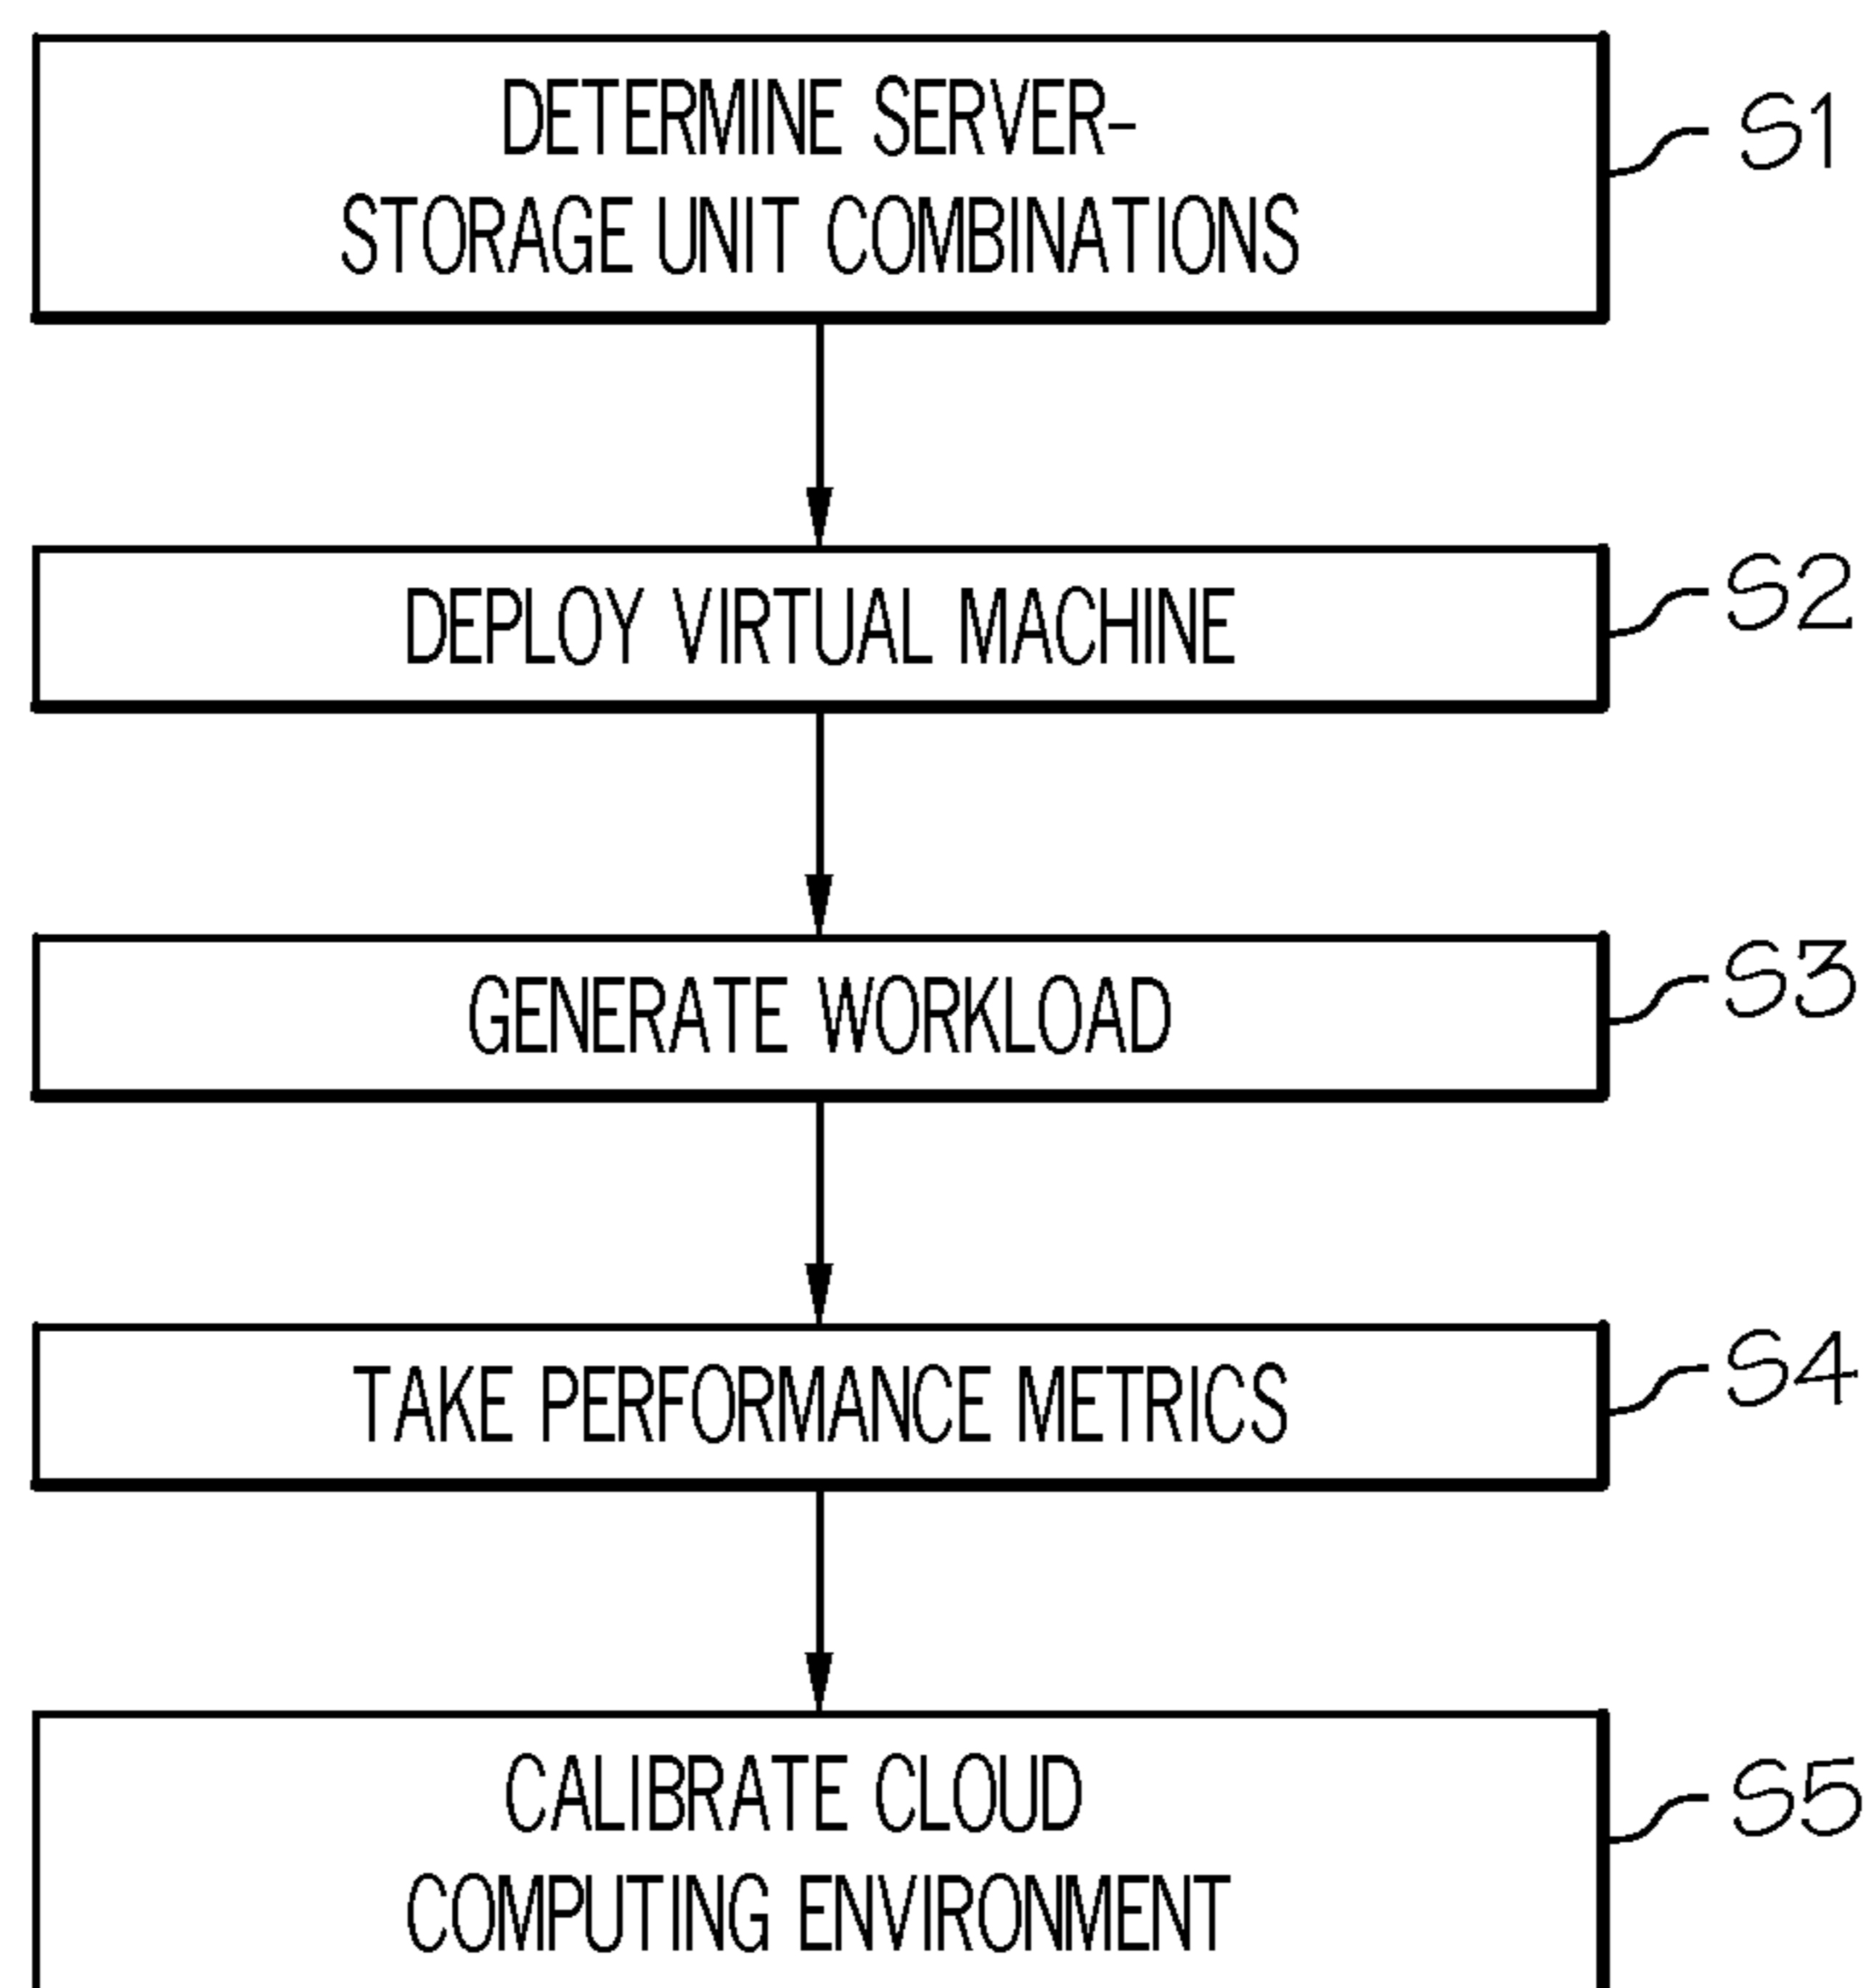 DETERMINE SERVER-
STORAGE UNIT COMBINATIONS
S1
DEPLOY VIRTUAL MACHINE
S2
GENERATE WORKLOAD
S3
TAKE PERFORMANCE METRICS
S4
CALIBRATE CLOUD
COMPUTING ENVIRONMENT
S5